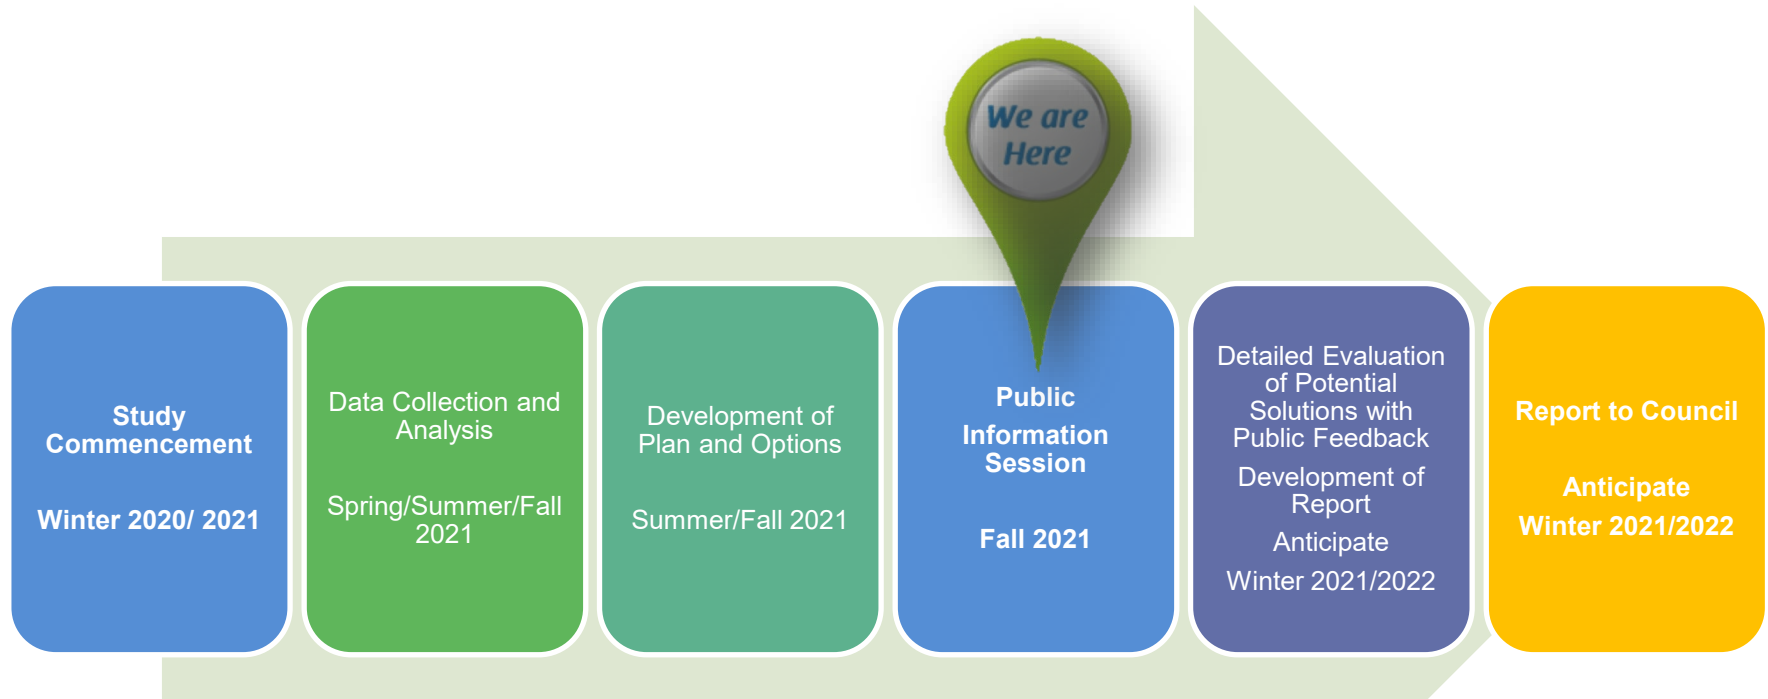 We are
Here
Study
Commencement
Winter 2020/ 2021
Data Collection and
Analysis
Spring/Summer/Fall
2021
Development of
Plan and Options
Summer/Fall 2021
Public
Information
Session
Fall 2021
Detailed Evaluation
of Potential
Solutions with
Public Feedback
Development of
Report
Anticipate
Winter 2021/2022
Report to Council
Anticipate
Winter 2021/2022